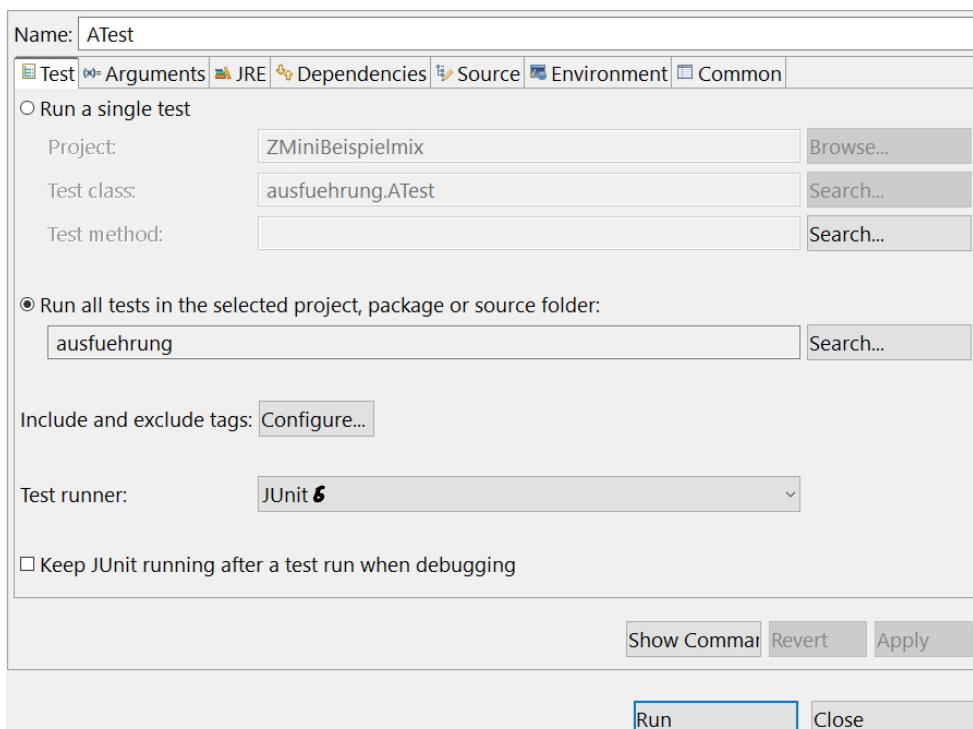 Name: ATest
Test (x)= Arguments JRE Dependencies Source Environment Common
Run a single test
Project: ZMiniBeispielmix Browse...
Test class: ausfuehrung.ATest Search...
Test method: Search...
Run all tests in the selected project, package or source folder:
ausfuehrung Search...
Include and exclude tags: Configure...
Test runner: JUnit 6
Keep JUnit running after a test run when debugging
Show Commar Revert Apply
Run Close